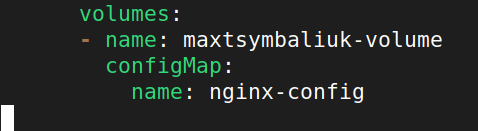 volumes:
- name: maxtsymbaliuk-volume
configMap:
name: nginx-config